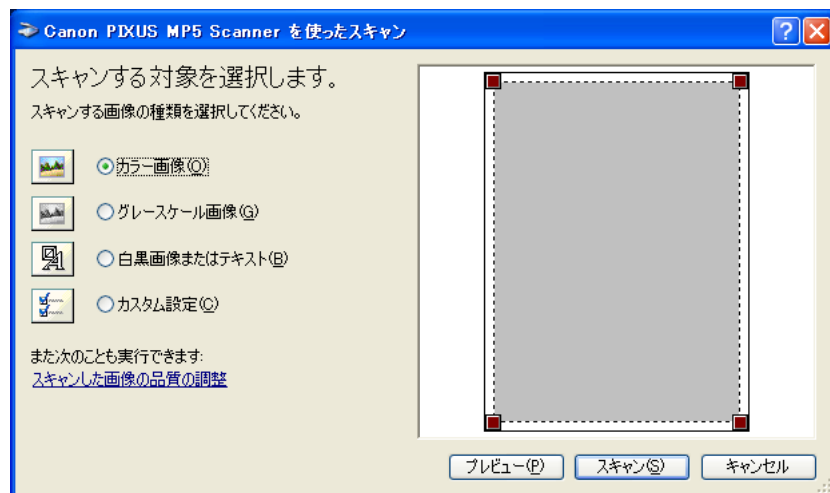 Canon PIXUS MP5 Scanner を使ったスキャン
スキャンする対象を選択します。
スキャンする画像の種類を選択してください。
カラー画像(O)
グレースケール画像(G)
白黒画像またはテキスト(B)
カスタム設定(C)
また次のことも実行できます:
スキャンした画像の品質の調整
プレビュー(P) スキャン(S) キャンセル